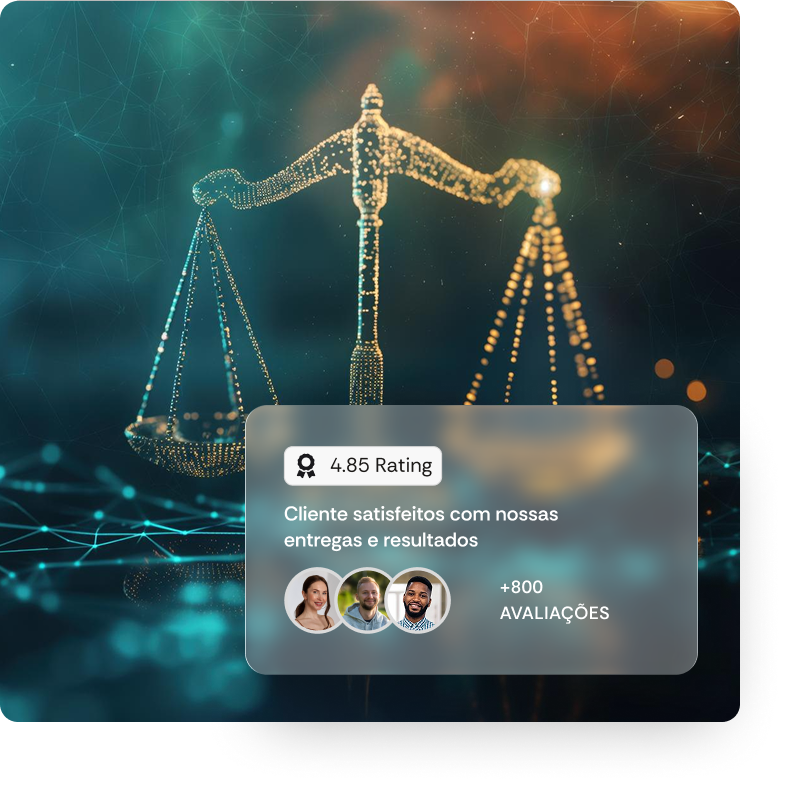 4.85 Rating
Cliente satisfeitos com nossas
entregas e resultados
+800
AVALIAÇÕES